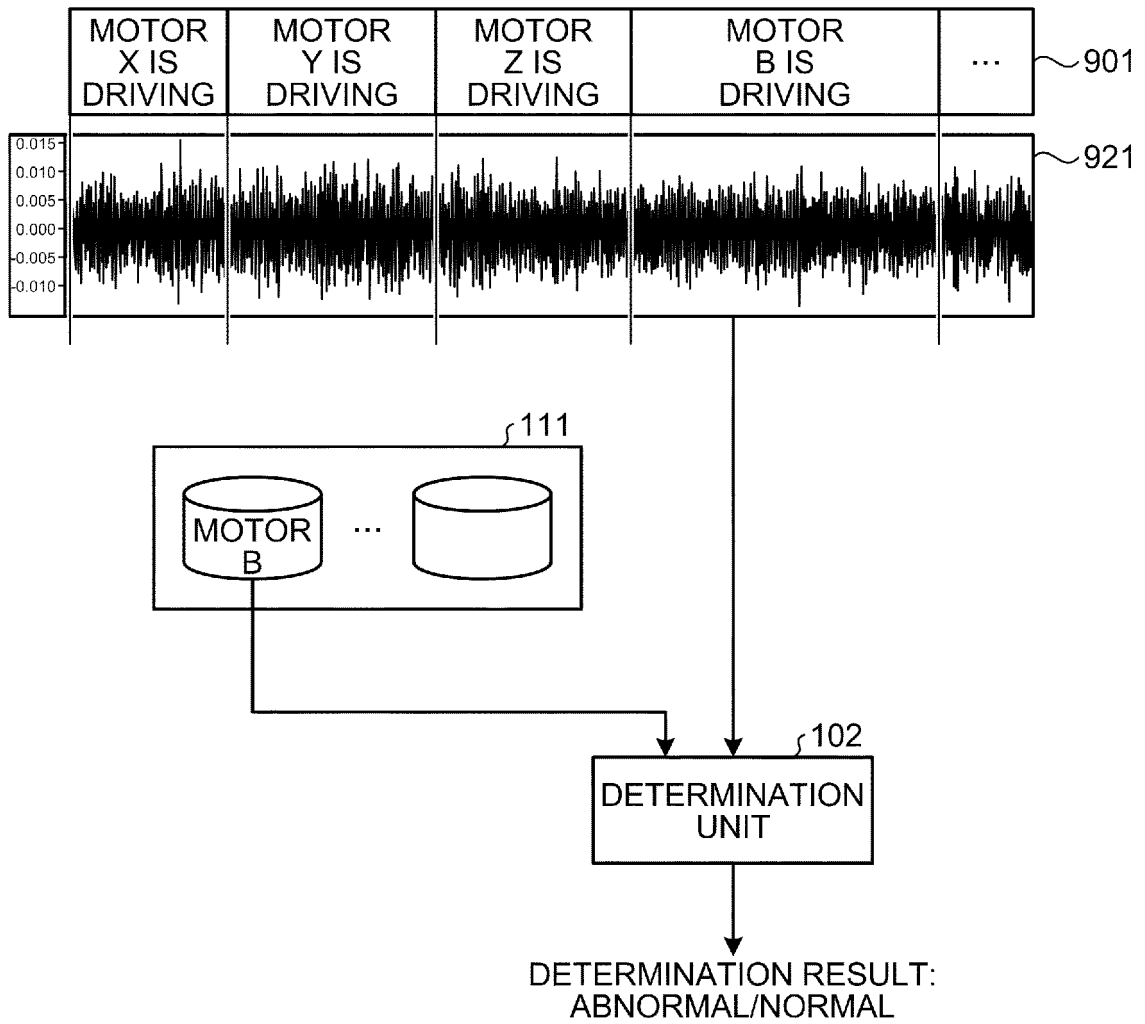 MOTOR X IS DRIVING
MOTOR Y IS DRIVING
MOTOR Z IS DRIVING
MOTOR B IS DRIVING
...
901
0.015
0.010
0.005
0.000
-0.005
-0.010
921
111
MOTOR B
...
102
DETERMINATION
UNIT
DETERMINATION RESULT:
ABNORMAL/NORMAL